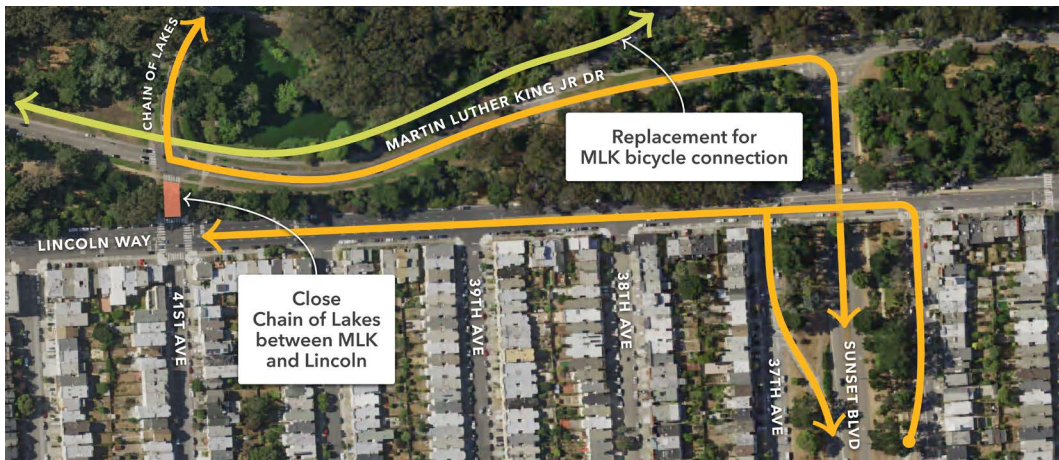 CHAIN OF LAKES
MARTIN LUTHER KING JR DR
Replacement for
MLK bicycle connection
LINCOLN WAY
Close
Chain of Lakes
between MLK
and Lincoln
41ST AVE
39TH AVE
38TH AVE
37TH AVE
SUNSET BLVD